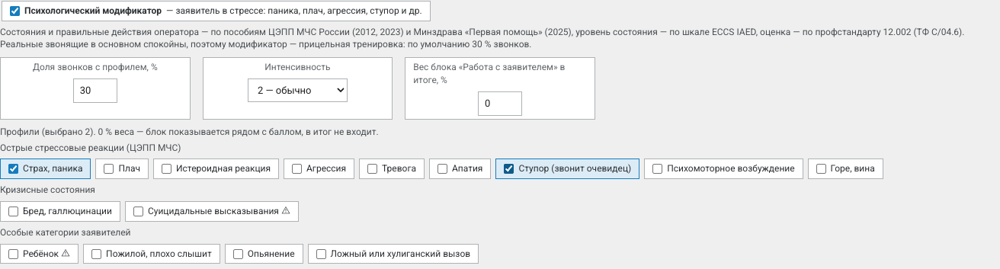 Психологический модификатор — заявитель в стрессе: паника, плач, агрессия, ступор и др.
Состояния и правильные действия оператора — по пособиям ЦЭПП МЧС России (2012, 2023) и Минздрава «Первая помощь» (2025), уровень состояния — по шкале ECCS IAED, оценка — по профстандарту 12.002 (ТФ C/04.6).
Реальные звонящие в основном спокойны, поэтому модификатор — прицельная тренировка: по умолчанию 30 % звонков.
Доля звонков с профилем, %
30
Интенсивность
2 — обычно
Вес блока «Работа с заявителем» в
итоге, %
0
Профили (выбрано 2). 0 % веса — блок показывается рядом с баллом, в итог не входит.
Острые стрессовые реакции (ЦЭПП МЧС)
Страх, паника Плач Истероидная реакция Агрессия Тревога Апатия Ступор (звонит очевидец) Психомоторное возбуждение Горе, вина
Кризисные состояния
Бред, галлюцинации Суицидальные высказывания ⚠
Особые категории заявителей
Ребёнок ⚠ Пожилой, плохо слышит Опьянение Ложный или хулиганский вызов